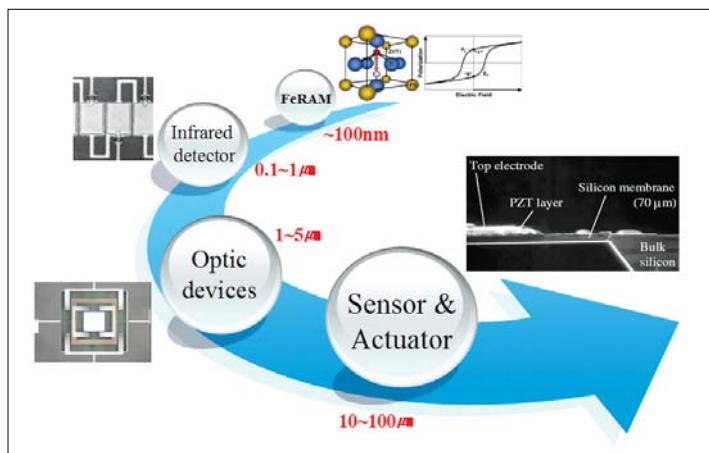 FeRAM
~100nm
Polarization
Electric Field
Infrared
detector
0.1~1㎛
Top electrode
PZT layer
Silicon membrane
(70 μm)
Bulk
silicon
1~5㎛
Optic
devices
Sensor &
Actuator
10~100㎛